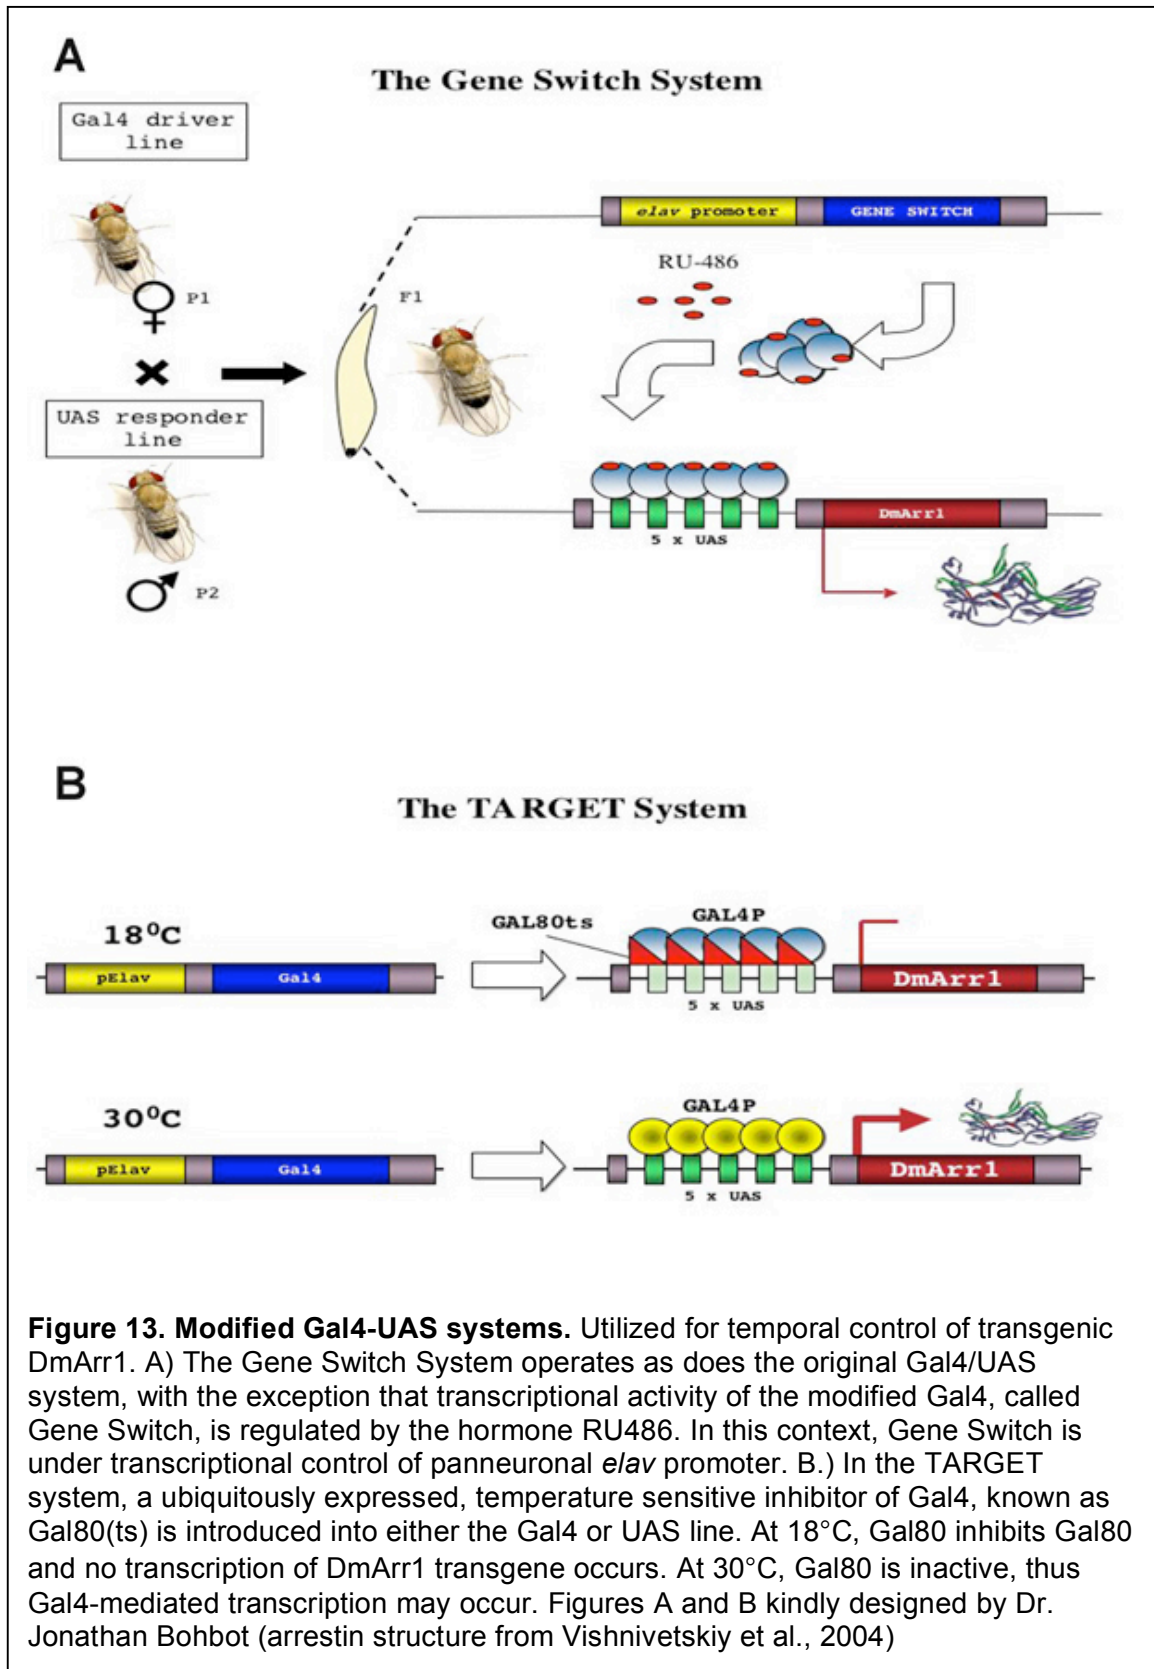 A
The Gene Switch System
Gal4 driver
line
elav promoter
GENE SWITCH
RU-486
P1
F1
UAS responder
line
5 x UAS
DmArr1
P2
B
The TARGET System
18⁰C
GAL80ts
GAL4P
pElav
Gal4
DmArr1
5 x UAS
30⁰C
GAL4P
pElav
Gal4
DmArr1
5 x UAS
Figure 13. Modified Gal4-UAS systems. Utilized for temporal control of transgenic
DmArr1. A) The Gene Switch System operates as does the original Gal4/UAS
system, with the exception that transcriptional activity of the modified Gal4, called
Gene Switch, is regulated by the hormone RU486. In this context, Gene Switch is
under transcriptional control of panneuronal elav promoter. B.) In the TARGET
system, a ubiquitously expressed, temperature sensitive inhibitor of Gal4, known as
Gal80(ts) is introduced into either the Gal4 or UAS line. At 18°C, Gal80 inhibits Gal80
and no transcription of DmArr1 transgene occurs. At 30°C, Gal80 is inactive, thus
Gal4-mediated transcription may occur. Figures A and B kindly designed by Dr.
Jonathan Bohbot (arrestin structure from Vishnivetskiy et al., 2004)